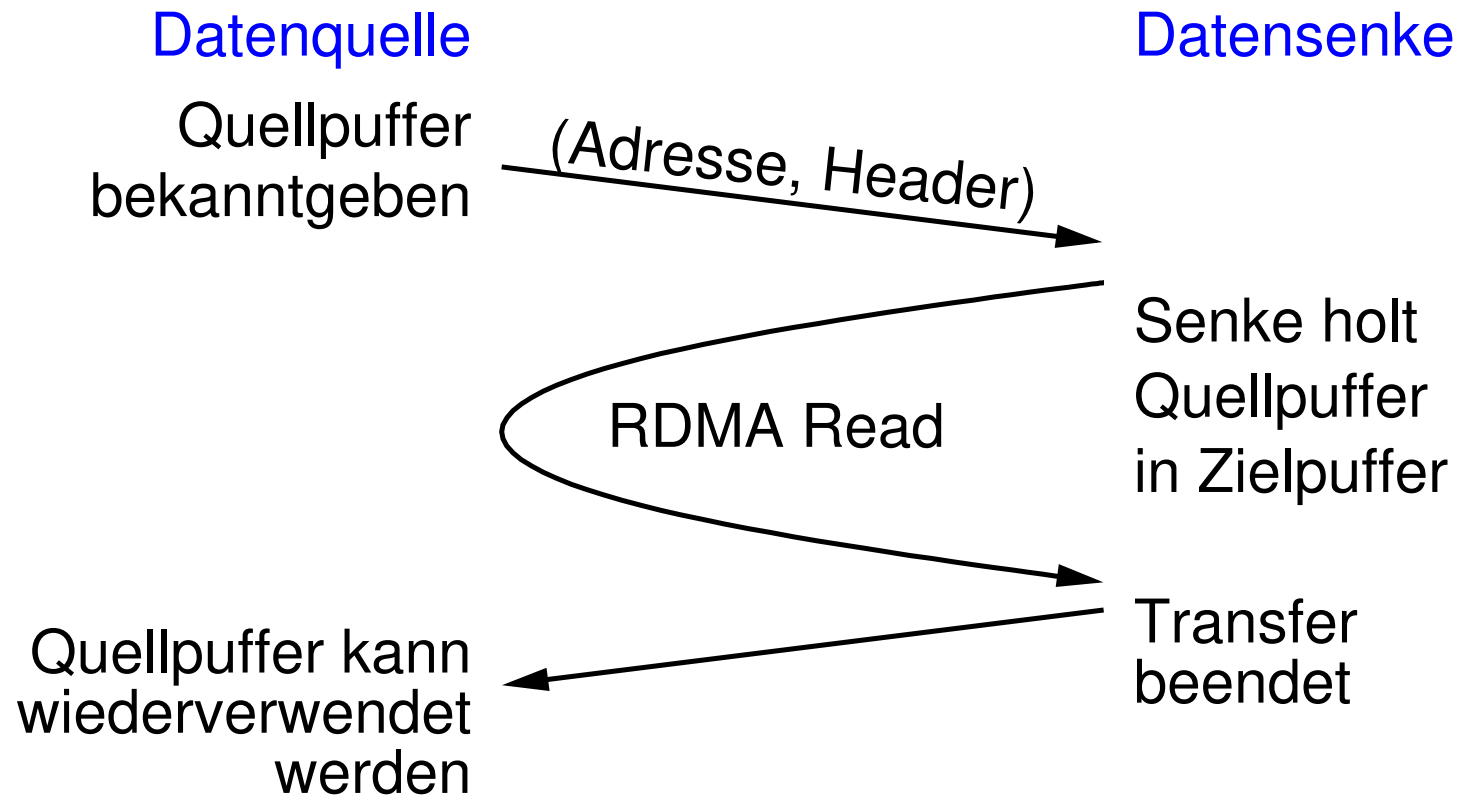 Datenquelle
Datensenke
Quellpuffer
bekanntgeben
(Adresse, Header)
Senke holt
Quellpuffer
in Zielpuffer
RDMA Read
Transfer
beendet
Quellpuffer kann
wiederverwendet
werden